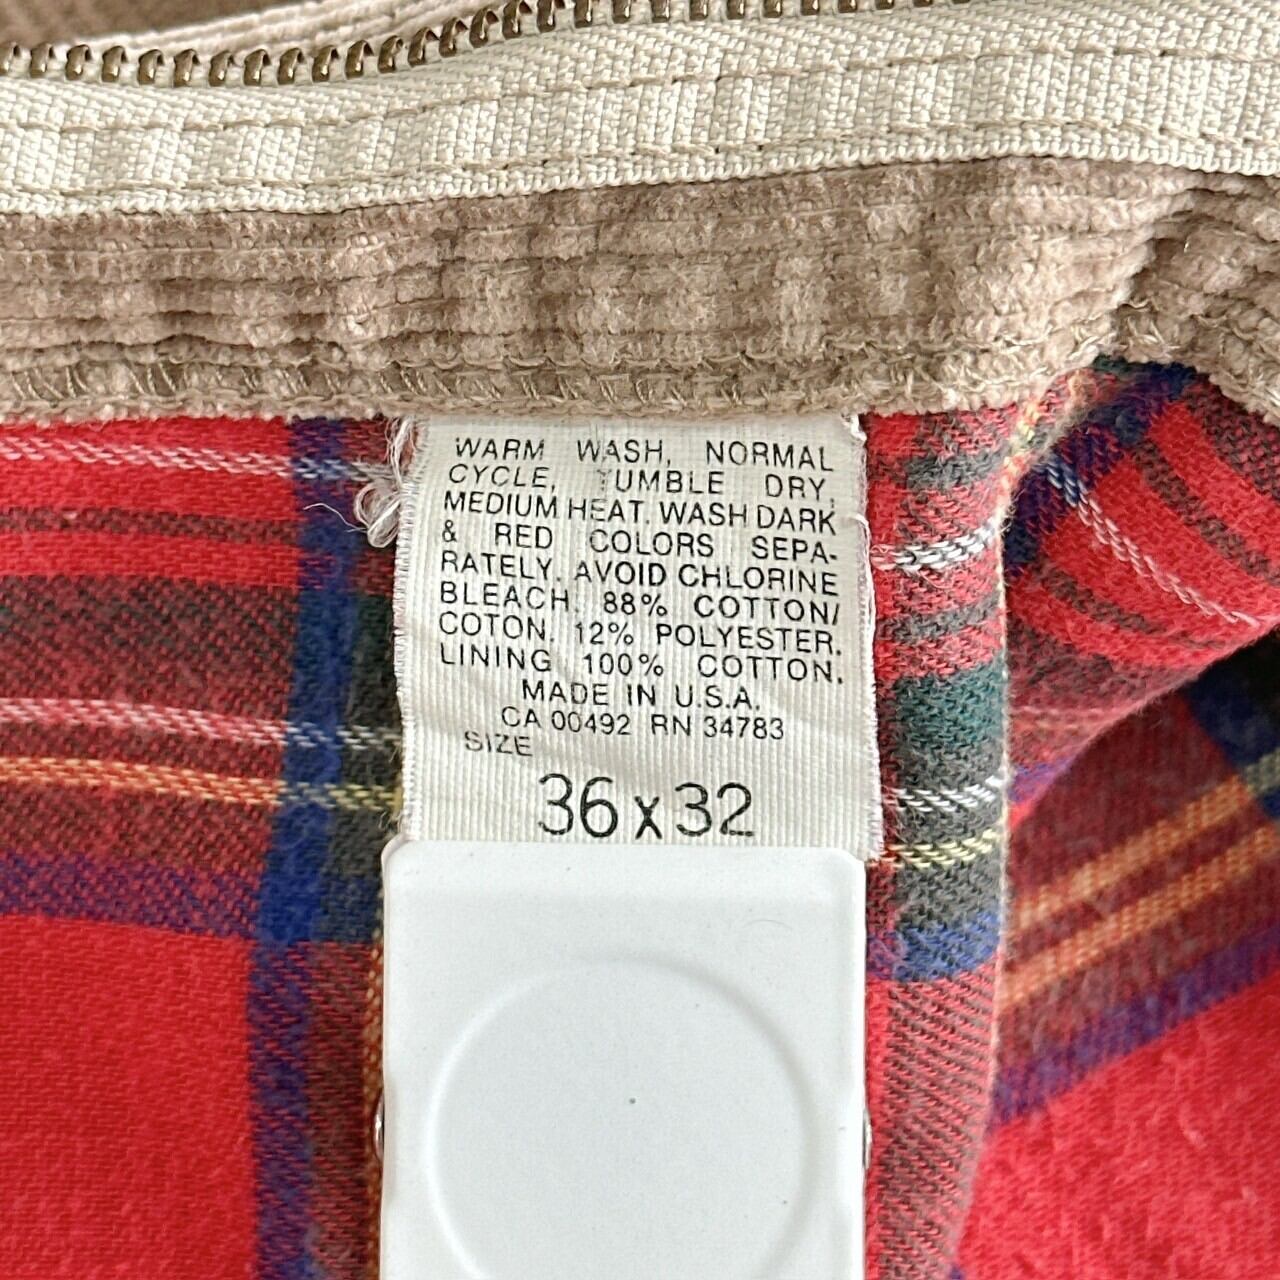 WARM WASH, NORMAL
CYCLE, TUMBLE DRY,
MEDIUM HEAT. WASH DARK
& RED COLORS SEPA-
RATELY. AVOID CHLORINE
BLEACH. 88% COTTON/
COTON. 12% POLYESTER.
LINING 100% COTTON.
MADE IN U.S.A.
CA 00492 RN 34783
SIZE
36 x 32